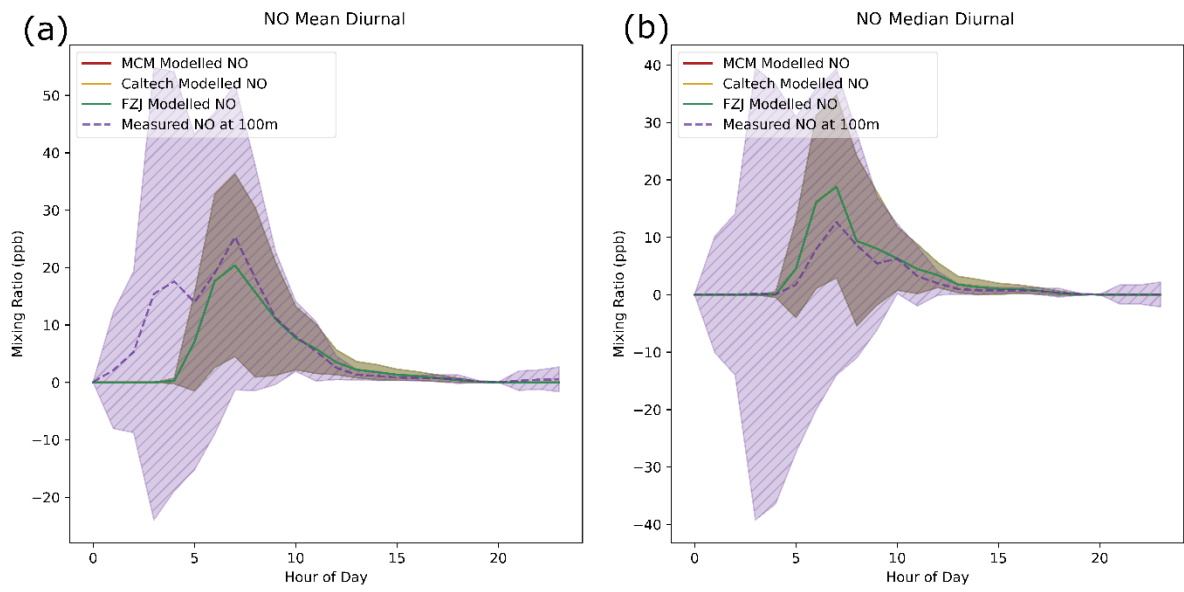 (a)
NO Mean Diurnal
MCM Modelled NO
Caltech Modelled NO
FZJ Modelled NO
Measured NO at 100m
50
40
30
20
10
0
−10
−20
Mixing Ratio (ppb)
0 5 10 15 20
Hour of Day
(b)
NO Median Diurnal
MCM Modelled NO
Caltech Modelled NO
FZJ Modelled NO
Measured NO at 100m
40
30
20
10
0
−10
−20
−30
−40
Mixing Ratio (ppb)
0 5 10 15 20
Hour of Day